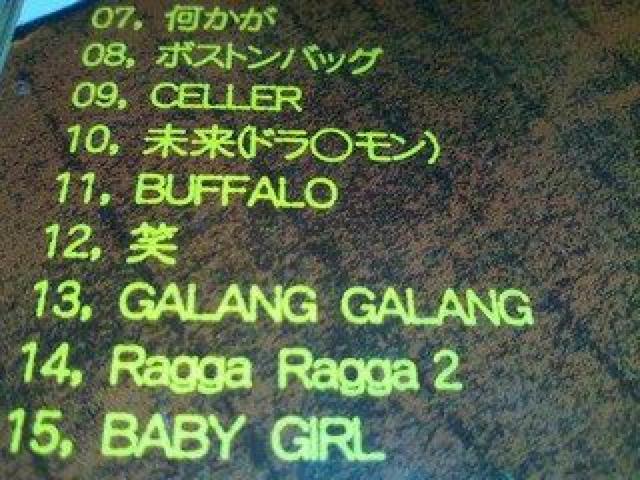 07, 何かが
08, ボストンバッグ
09, CELLER
10, 未来(ドラ〇モン)
11, BUFFALO
12, 笑
13, GALANG GALANG
14, Ragga Ragga 2
15, BABY GIRL